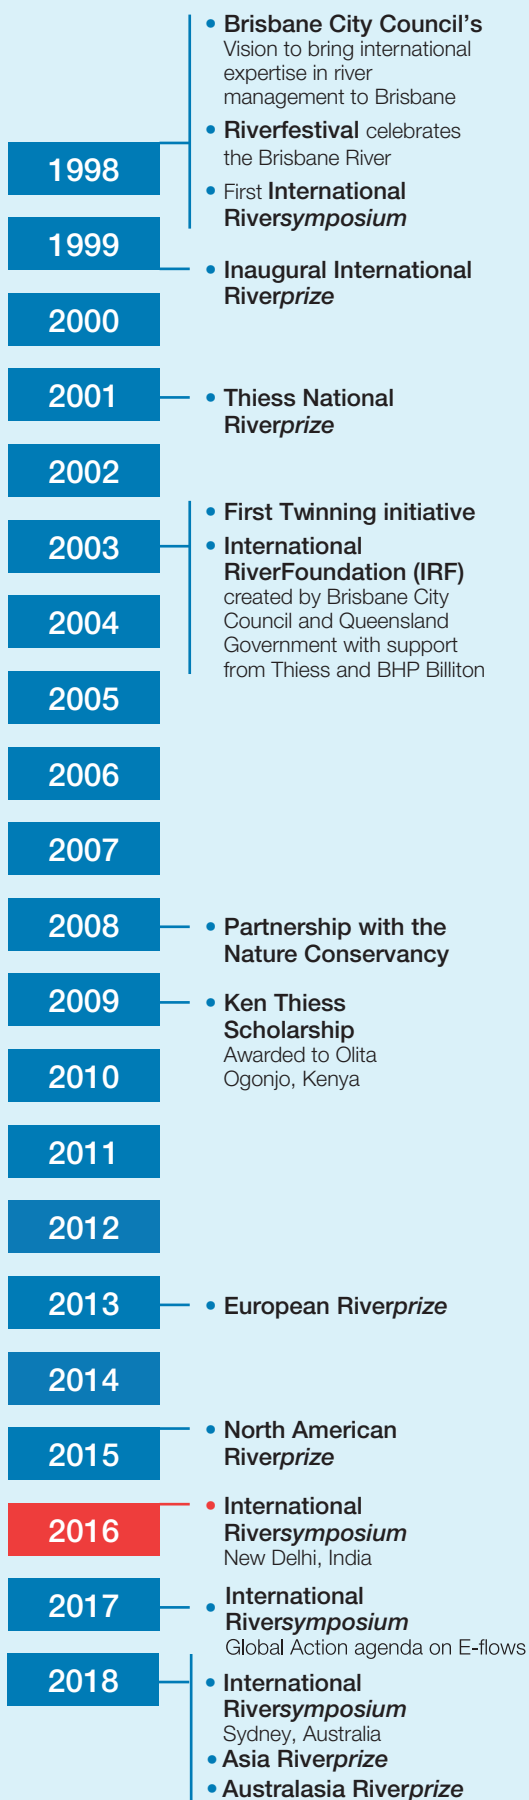 • Brisbane City Council's
Vision to bring international
expertise in river
management to Brisbane
• Riverfestival celebrates
the Brisbane River
1998
• First International
Riversymposium
1999
• Inaugural International
Riverprize
2000
2001
• Thiess National
Riverprize
2002
• First Twinning initiative
2003
• International
RiverFoundation (IRF)
created by Brisbane City
Council and Queensland
Government with support
from Thiess and BHP Billiton
2004
2005
2006
2007
2008
• Partnership with the
Nature Conservancy
2009
• Ken Thiess
Scholarship
Awarded to Olita
Ogonjo, Kenya
2010
2011
2012
2013
• European Riverprize
2014
2015
• North American
Riverprize
2016
• International
Riversymposium
New Delhi, India
2017
• International
Riversymposium
Global Action agenda on E-flows
2018
• International
Riversymposium
Sydney, Australia
• Asia Riverprize
• Australasia Riverprize